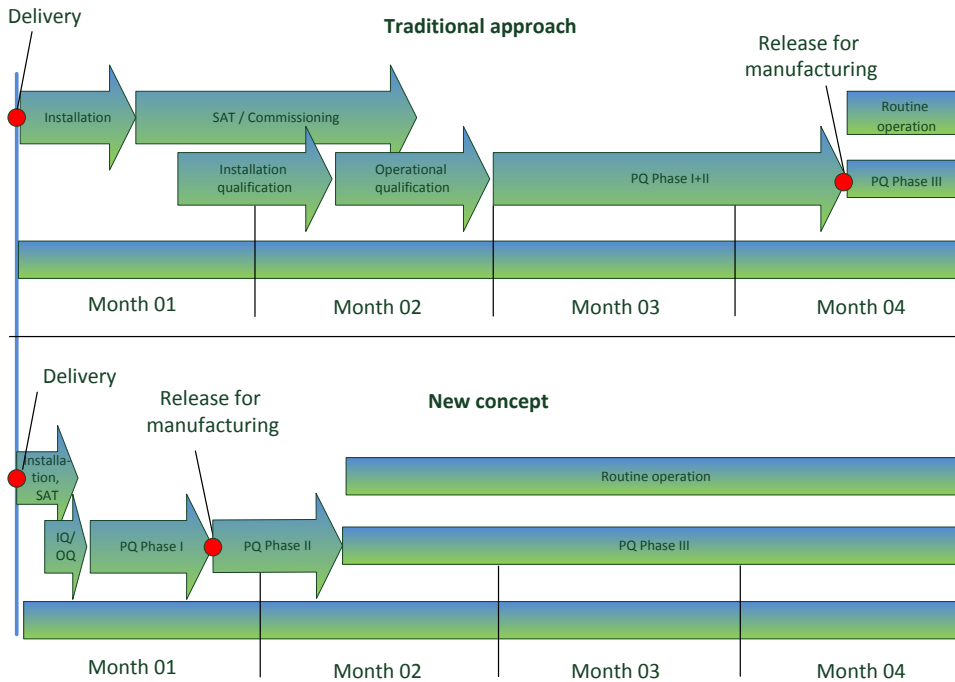 Delivery
Traditional approach
Release for
manufacturing
Installation
SAT / Commissioning
Routine
operation
Installation
qualification
Operational
qualification
PQ Phase I+II
PQ Phase III
Month 01
Month 02
Month 03
Month 04
Delivery
Release for
manufacturing
New concept
Installa-
tion,
SAT
Routine operation
IQ/
OQ
PQ Phase I
PQ Phase II
PQ Phase III
Month 01
Month 02
Month 03
Month 04